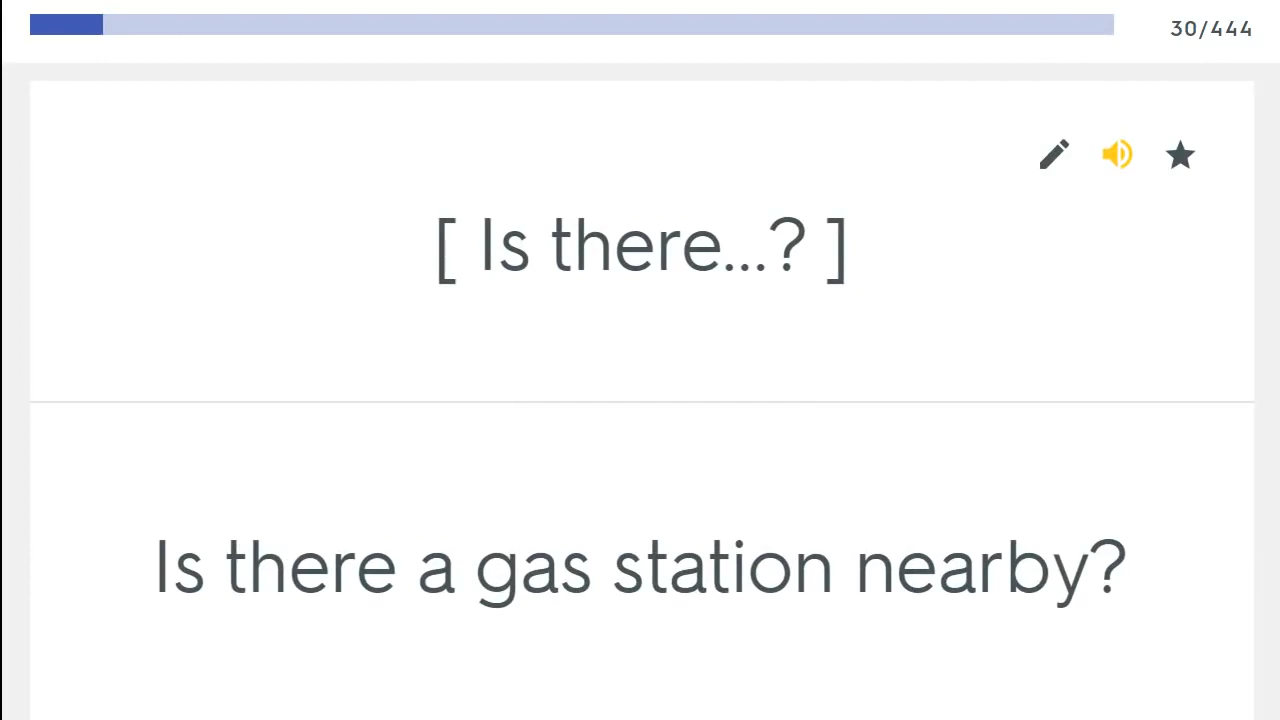 30/444
[ Is there...? ]
Is there a gas station nearby?